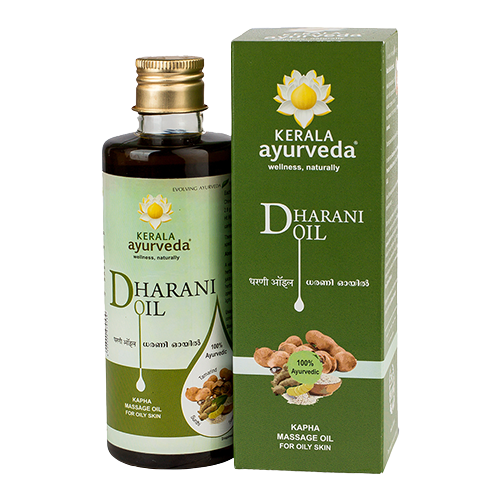 EVOLVING AYURVEDA
KERALA
ayurveda®
wellness, naturally
DHARANI
OIL
धरणी ऑइल
ധരണി ഓയിൽ
100%
Ayurvedic
Tamarind
KAPHA
MASSAGE OIL
FOR OILY SKIN
KERALA
ayurveda®
wellness, naturally
DHARANI
OIL
धरणी ऑइल
ധരണി ഓയിൽ
100%
Ayurvedic
KAPHA
MASSAGE OIL
FOR OILY SKIN